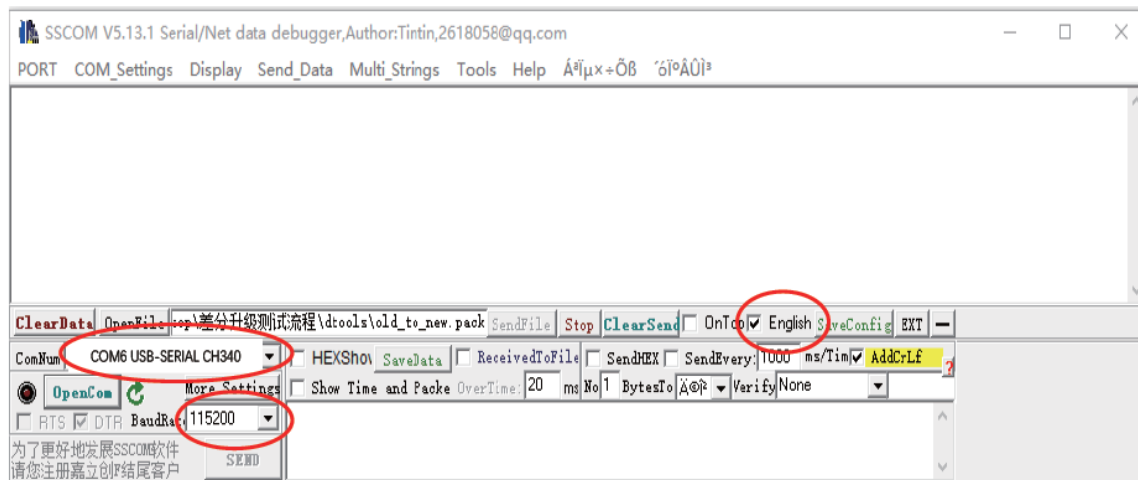 SSCOM V5.13.1 Serial/Net data debugger,Author:Tintin,2618058@qq.com
PORT COM_Settings Display Send_Data Multi_Strings Tools Help ÁªÏµ×÷Õß ´óÏºÂÛÌ³
ClearData OpenFile \差分升级测试流程\dtools\old_to_new.pack SendFile Stop ClearSend OnTop English SaveConfig EXT
ComNum COM6 USB-SERIAL CH340 HEXShow SaveData ReceivedToFile SendHEX SendEvery: 1000 ms/Tim AddCrLf ?
OpenCom More Settings Show Time and Packe OverTime: 20 ms No 1 BytesTo Verify None
RTS DTR BaudRat 115200
为了更好地发展SSCOM软件
请您注册嘉立创F结尾客户 SEND